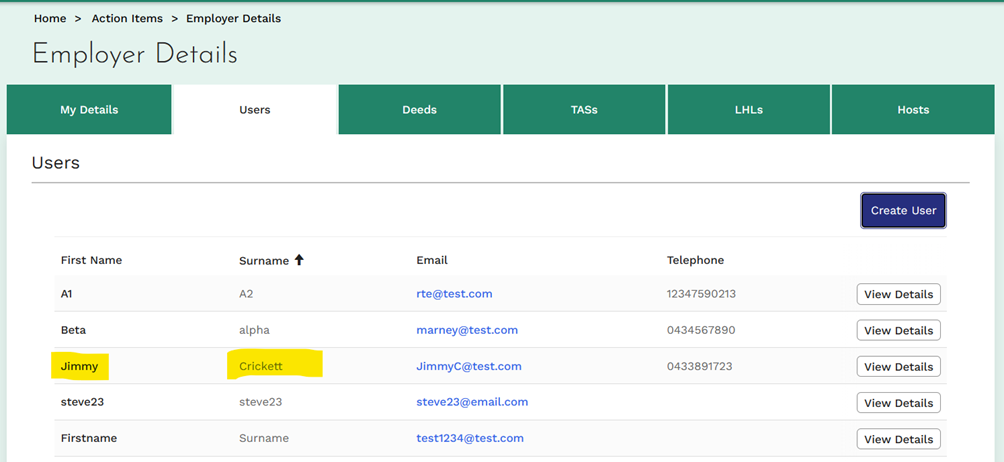 Home > Action Items > Employer Details
Employer Details
My Details Users Deeds TASs LHLs Hosts
Users
Create User
First Name Surname Email Telephone
A1 A2 rte@test.com 12347590213 View Details
Beta alpha marney@test.com 0434567890 View Details
Jimmy Crickett JimmyC@test.com 0433891723 View Details
steve23 steve23 steve23@email.com View Details
Firstname Surname test1234@test.com View Details